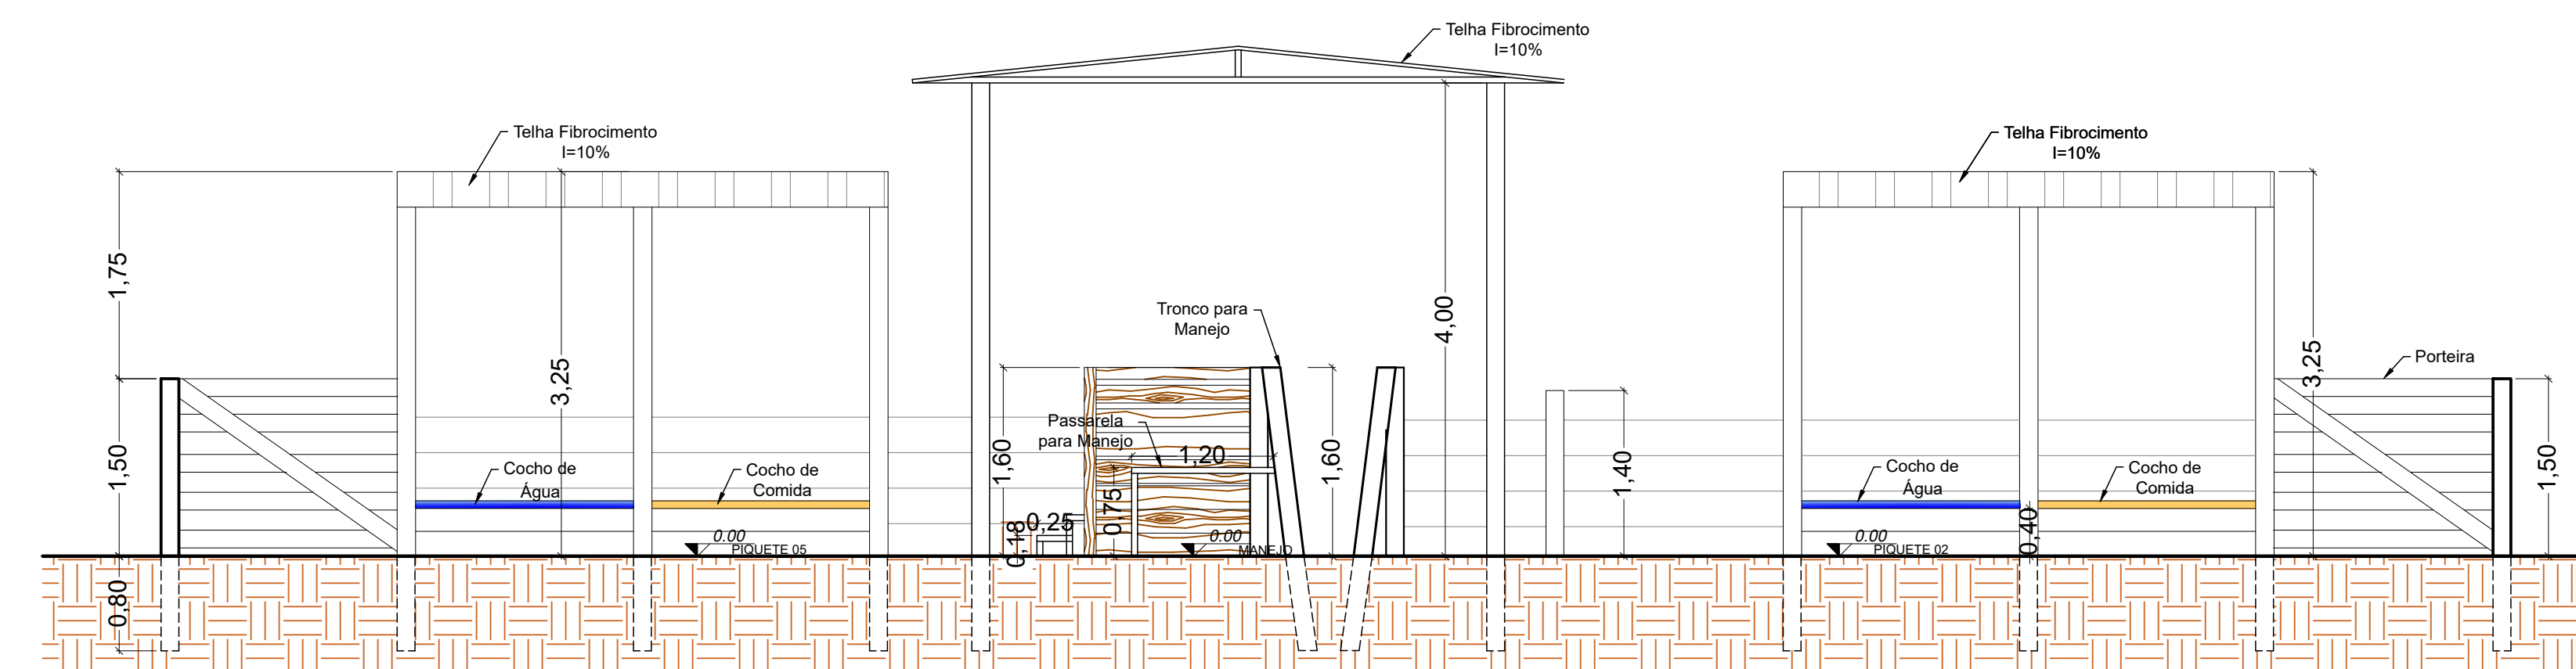 Telha Fibrocimento
I=10%
Telha Fibrocimento
I=10%
Telha Fibrocimento
I=10%
1,75
3,25
4,00
3,25
Tronco para
Manejo
Porteira
1,50
1,60
Passarela
para Manejo
1,20
1,60
1,40
1,50
Cocho de
Água
Cocho de
Comida
Cocho de
Água
Cocho de
Comida
0,75
0,25
0,18
0,40
0.00
PIQUETE 05
0.00
MANEJO
0.00
PIQUETE 02
0,80